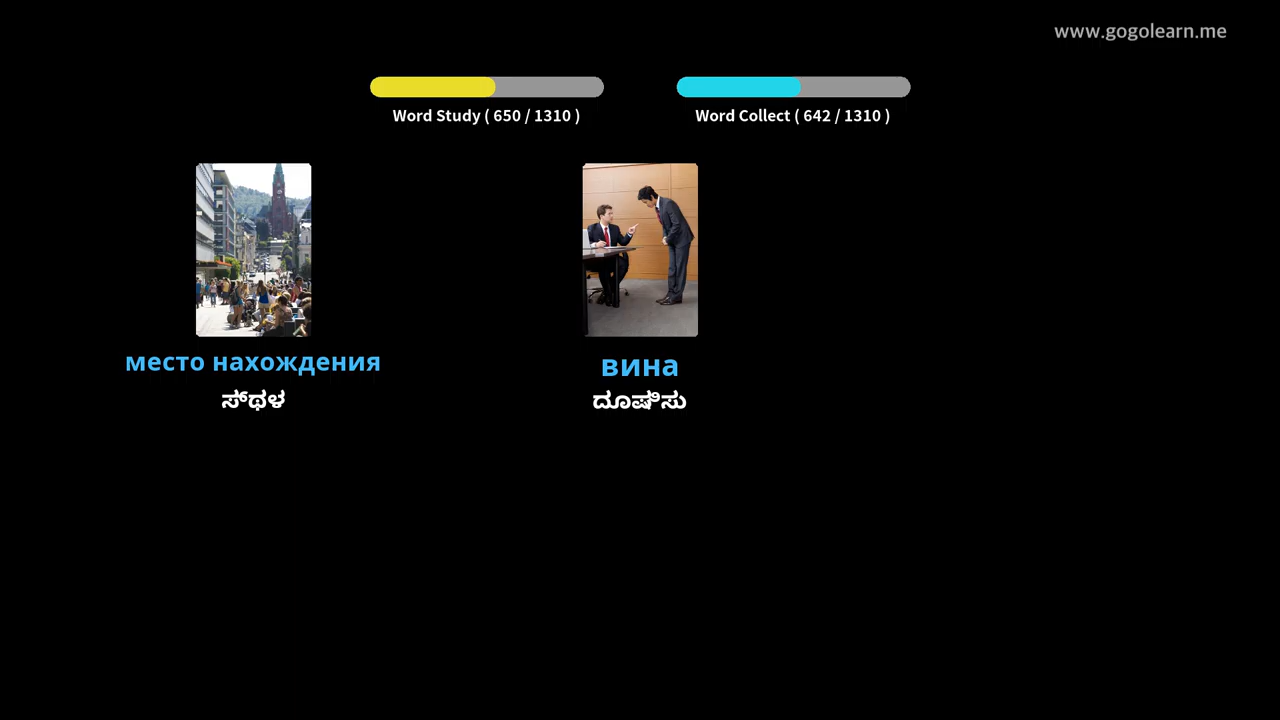 www.gogolearn.me
Word Study ( 650 / 1310 )
Word Collect ( 642 / 1310 )
место нахождения
ಸ್ಥಳ
вина
ದೂಷಿಸು